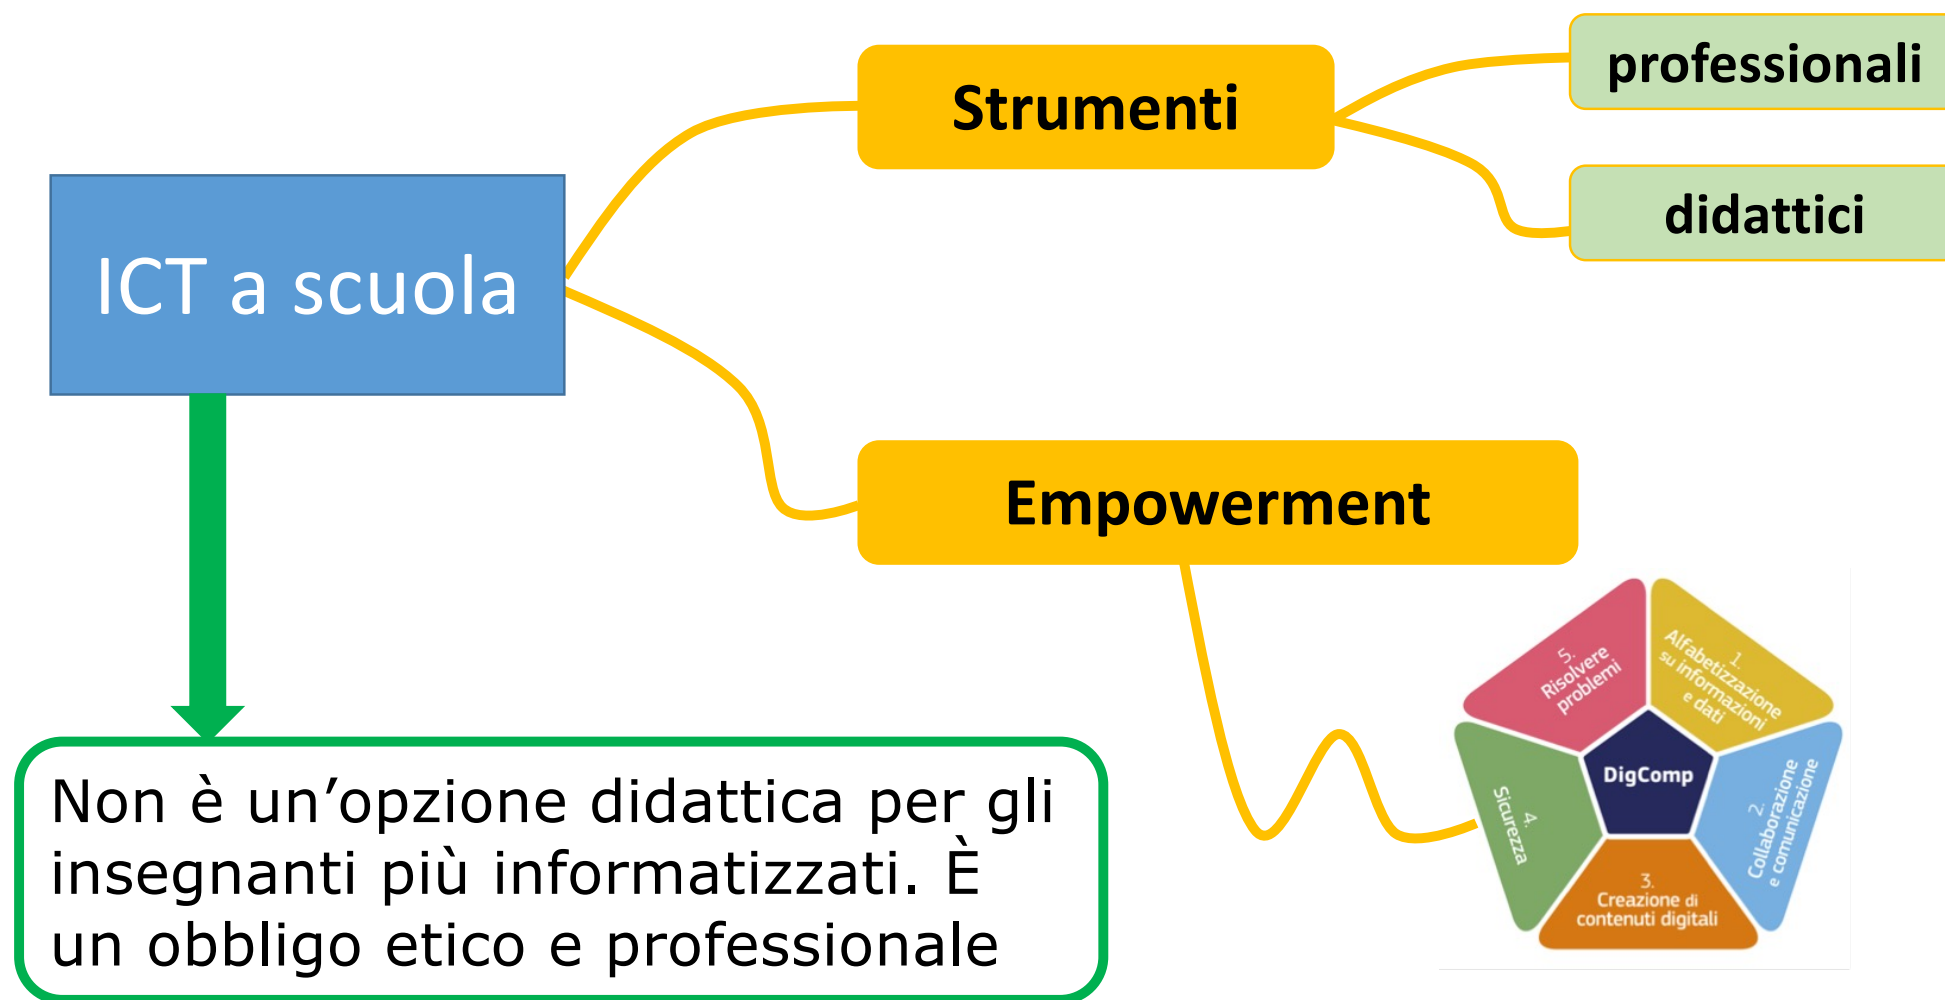 professionali
Strumenti
didattici
ICT a scuola
Empowerment
1.
Alfabetizzazione
su informazioni
e dati
2.
Collaborazione
e comunicazione
3.
Creazione di
contenuti digitali
4.
Sicurezza
5.
Risolvere
problemi
DigComp
Non è un’opzione didattica per gli
insegnanti più informatizzati. È
un obbligo etico e professionale